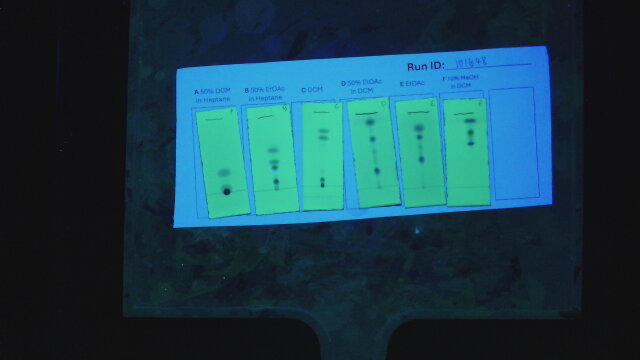 Run ID: 101648
A 50% DCM
in Heptane
B 50% EtOAc
in Heptane
C DCM
D 50% EtOAc
in DCM
E EtOAc
F 10% MeOH
in DCM